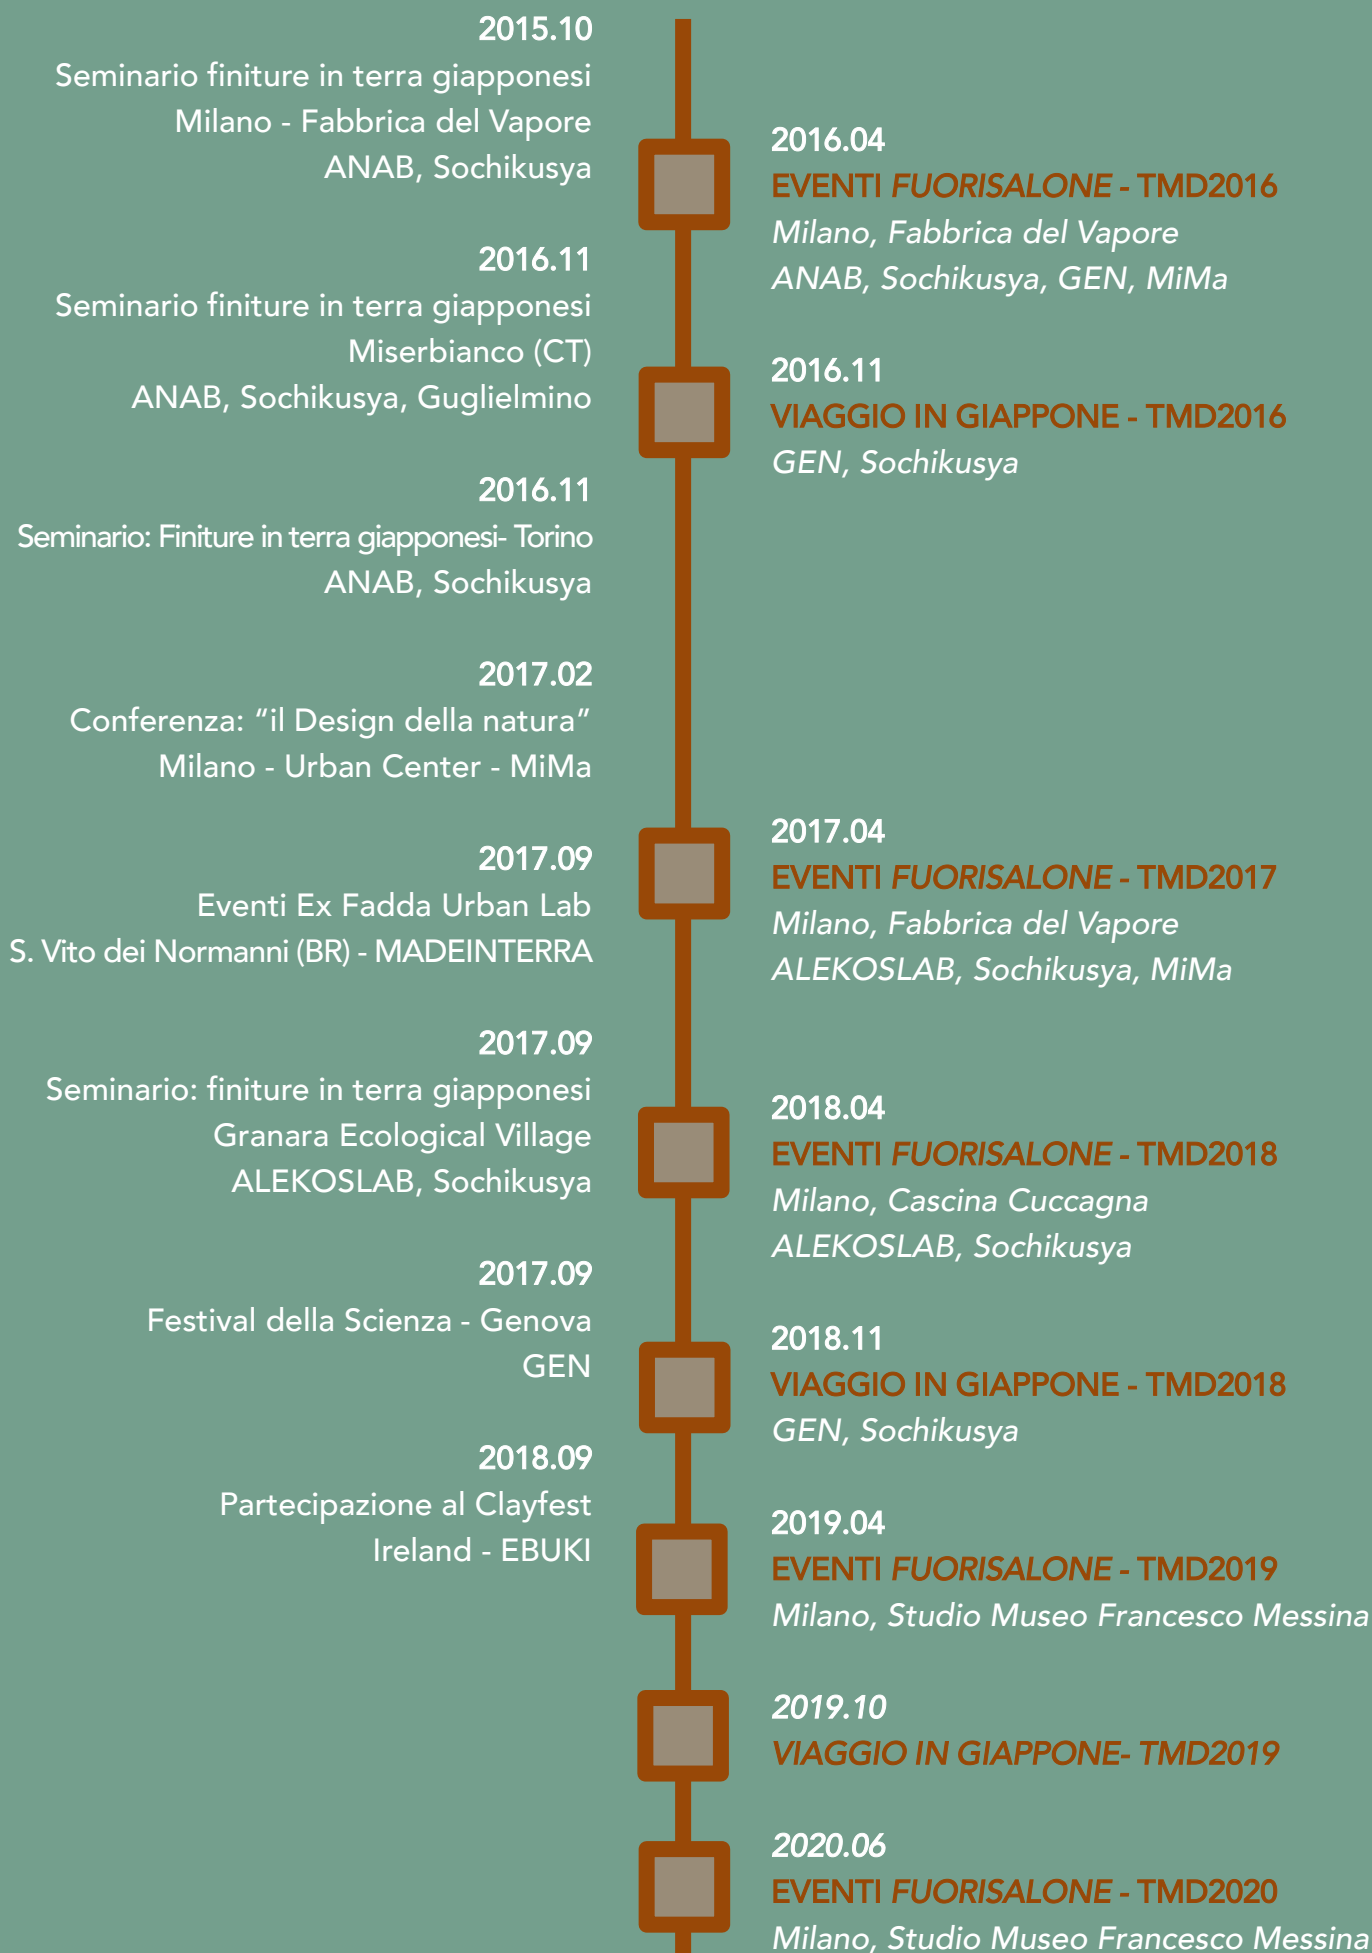 2015.10
Seminario finiture in terra giapponesi
Milano - Fabbrica del Vapore
ANAB, Sochikusya
2016.11
Seminario finiture in terra giapponesi
Miserbianco (CT)
ANAB, Sochikusya, Guglielmino
2016.11
Seminario: Finiture in terra giapponesi- Torino
ANAB, Sochikusya
2017.02
Conferenza: “il Design della natura”
Milano - Urban Center - MiMa
2017.09
Eventi Ex Fadda Urban Lab
S. Vito dei Normanni (BR) - MADEINTERRA
2017.09
Seminario: finiture in terra giapponesi
Granara Ecological Village
ALEKOSLAB, Sochikusya
2017.09
Festival della Scienza - Genova
GEN
2018.09
Partecipazione al Clayfest
Ireland - EBUKI
2016.04
EVENTI FUORISALONE - TMD2016
Milano, Fabbrica del Vapore
ANAB, Sochikusya, GEN, MiMa
2016.11
VIAGGIO IN GIAPPONE - TMD2016
GEN, Sochikusya
2017.04
EVENTI FUORISALONE - TMD2017
Milano, Fabbrica del Vapore
ALEKOSLAB, Sochikusya, MiMa
2018.04
EVENTI FUORISALONE - TMD2018
Milano, Cascina Cuccagna
ALEKOSLAB, Sochikusya
2018.11
VIAGGIO IN GIAPPONE - TMD2018
GEN, Sochikusya
2019.04
EVENTI FUORISALONE - TMD2019
Milano, Studio Museo Francesco Messina
2019.10
VIAGGIO IN GIAPPONE- TMD2019
2020.06
EVENTI FUORISALONE - TMD2020
Milano, Studio Museo Francesco Messina